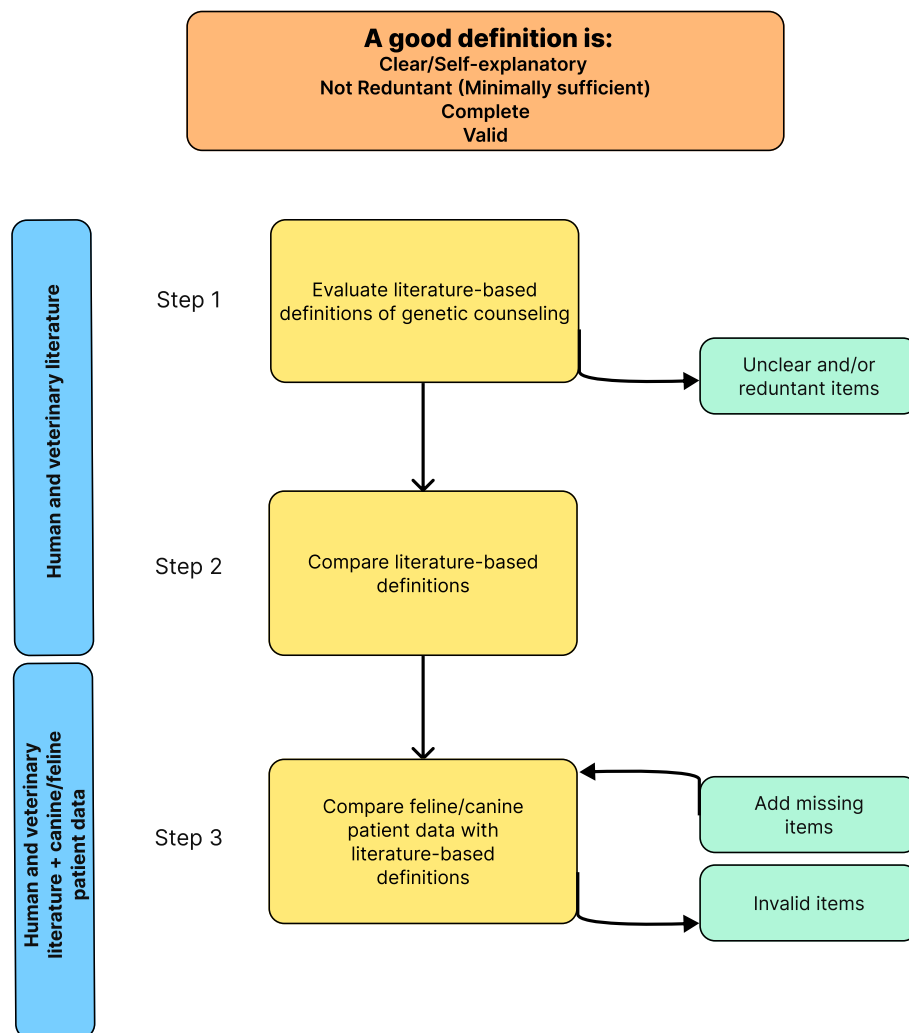 A good definition is:
Clear/Self-explanatory
Not Reduntant (Minimally sufficient)
Complete
Valid
Human and veterinary literature
Step 1
Evaluate literature-based
definitions of genetic counseling
Unclear and/or
reduntant items
Step 2
Compare literature-based
definitions
Human and veterinary
literature + canine/feline
patient data
Step 3
Compare feline/canine
patient data with
literature-based
definitions
Add missing
items
Invalid items